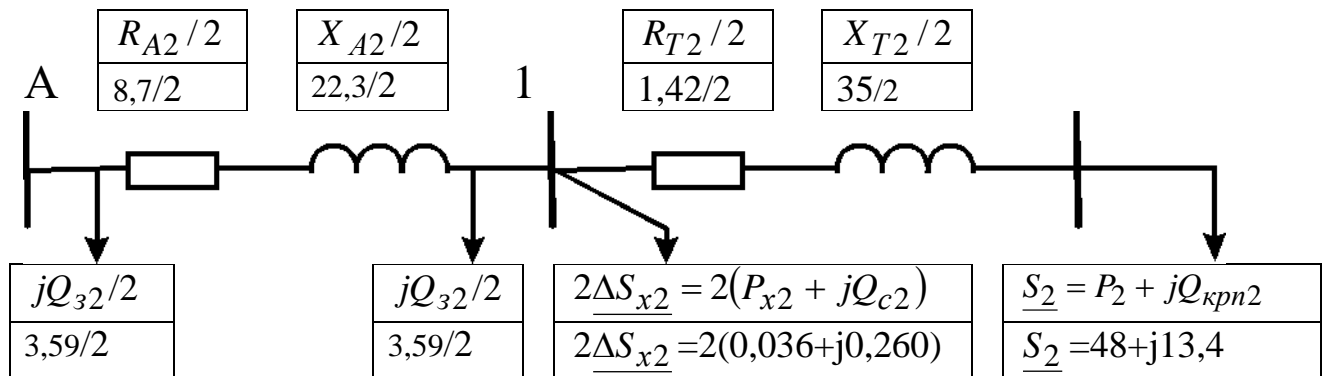 R_A2 / 2
X_A2 / 2
R_T2 / 2
X_T2 / 2
8,7/2
22,3/2
1,42/2
35/2
A
1
jQ_з2 / 2
jQ_з2 / 2
2ΔS_x2 = 2(P_x2 + jQ_c2)
S_2 = P_2 + jQ_крп2
3,59/2
3,59/2
2ΔS_x2 =2(0,036+j0,260)
S_2 =48+j13,4